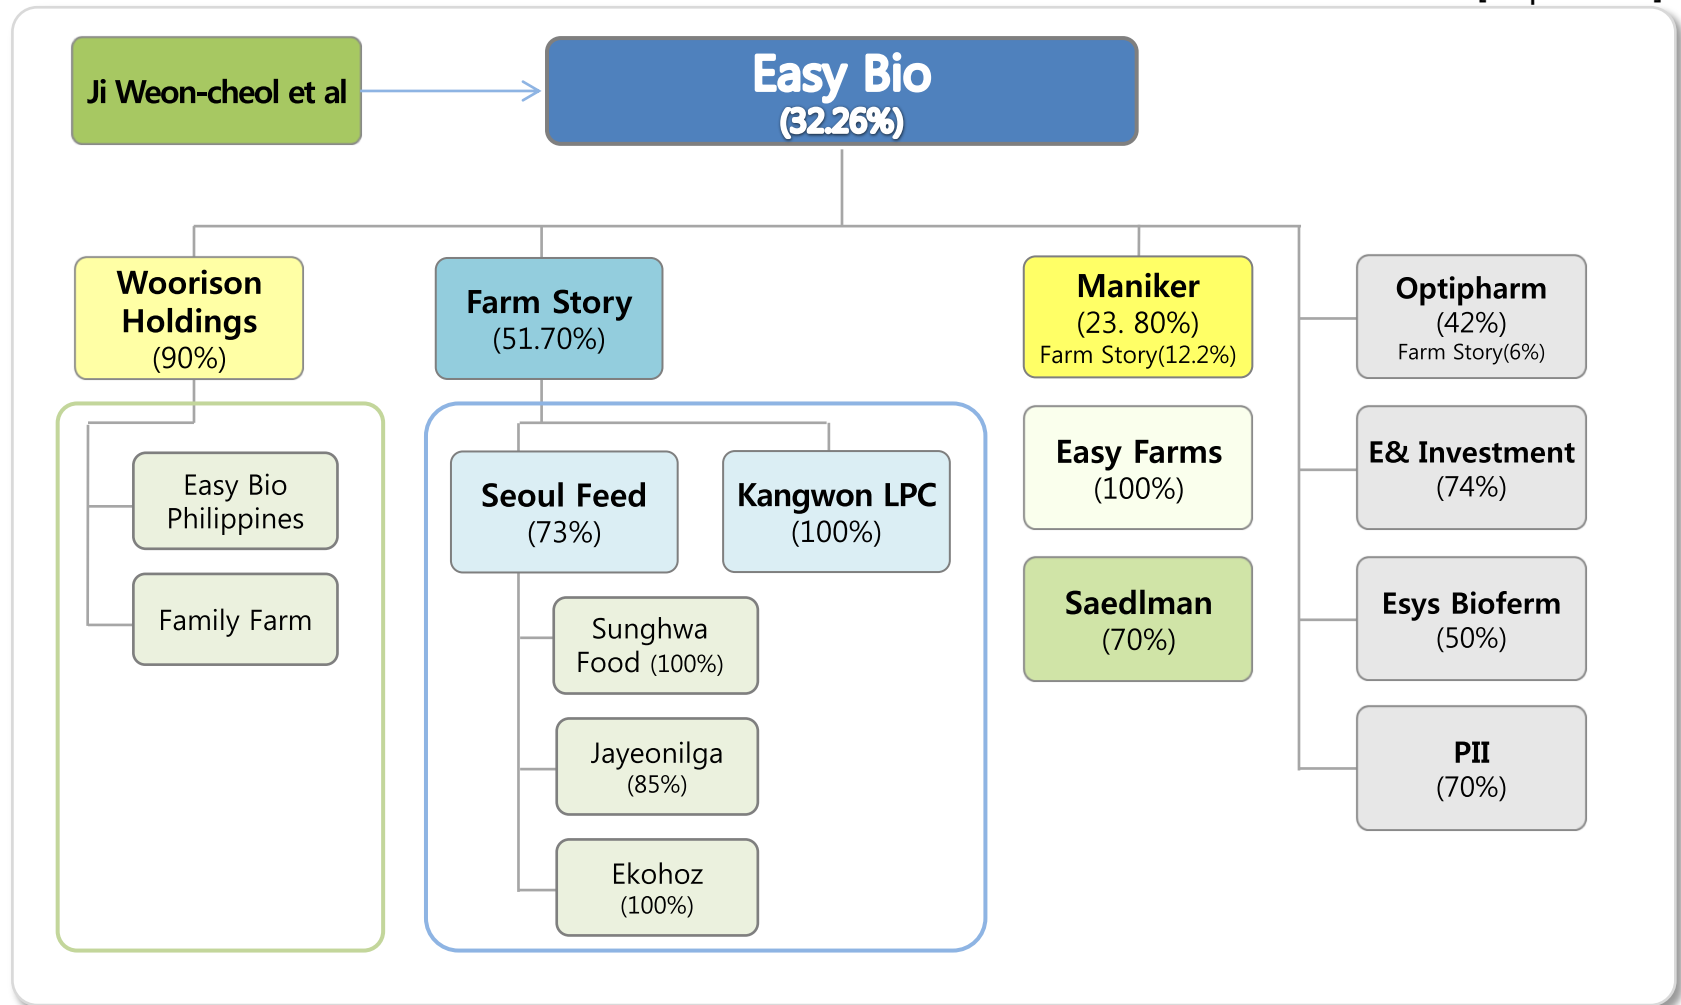 Ji Weon-cheol et al
Easy Bio
(32.26%)
Woorison
Holdings
(90%)
Farm Story
(51.70%)
Maniker
(23. 80%)
Farm Story(12.2%)
Optipharm
(42%)
Farm Story(6%)
Easy Bio
Philippines
Family Farm
Seoul Feed
(73%)
Kangwon LPC
(100%)
Sunghwa
Food (100%)
Jayeonilga
(85%)
Ekohoz
(100%)
Easy Farms
(100%)
Saedlman
(70%)
E& Investment
(74%)
Esys Bioferm
(50%)
PII
(70%)